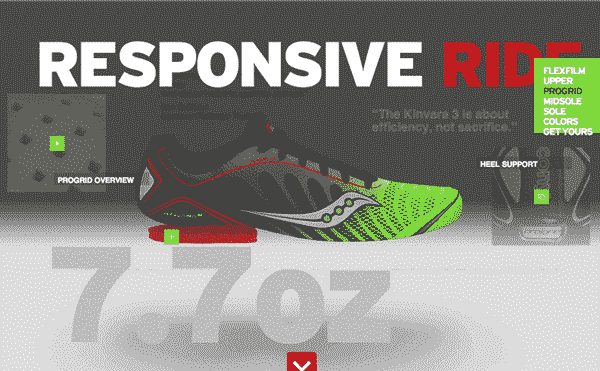 RESPONSIVE RIDE
FLEXFILM
UPPER
PROGRID
MIDSOLE
SOLE
COLORS
GET YOURS
"The Kinvara 3 is about
efficiency, not sacrifice."
HEEL SUPPORT
PROGRID OVERVIEW
7.7oz